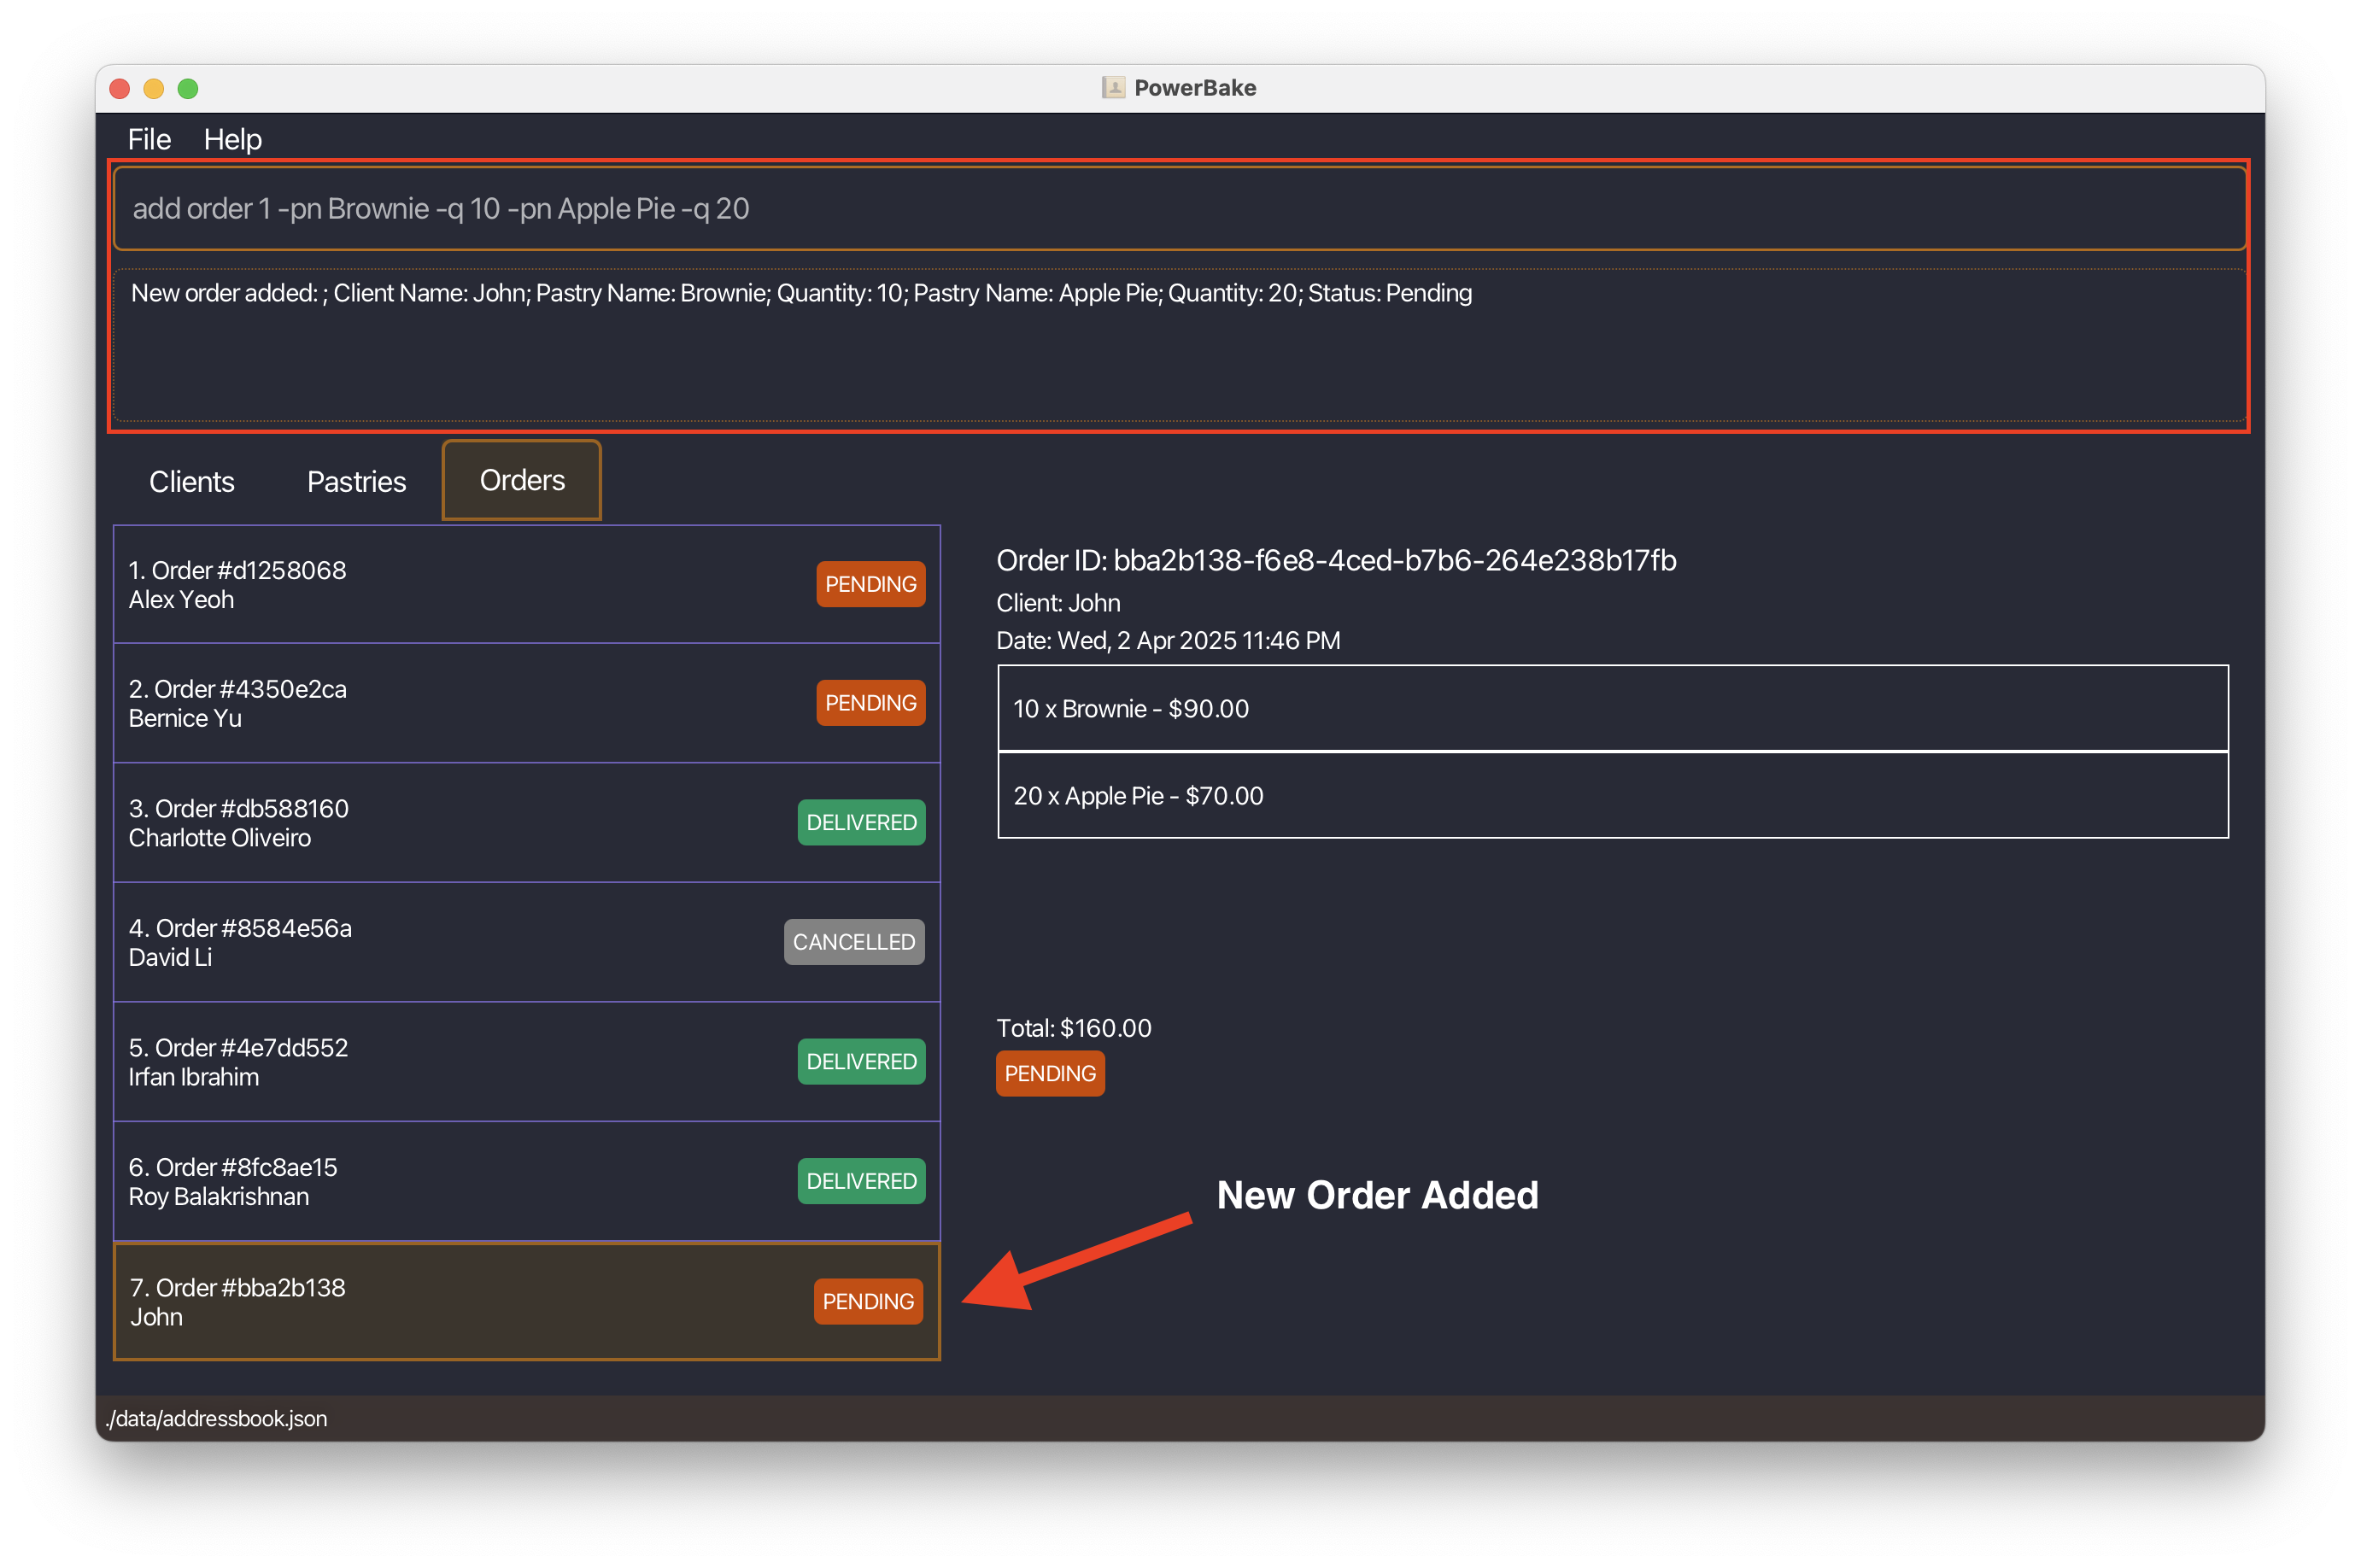 PowerBake
File Help
add order 1 -pn Brownie -q 10 -pn Apple Pie -q 20
New order added: ; Client Name: John; Pastry Name: Brownie; Quantity: 10; Pastry Name: Apple Pie; Quantity: 20; Status: Pending
Clients Pastries Orders
1. Order #d1258068
Alex Yeoh
PENDING
2. Order #4350e2ca
Bernice Yu
PENDING
3. Order #db588160
Charlotte Oliveiro
DELIVERED
4. Order #8584e56a
David Li
CANCELLED
5. Order #4e7dd552
Irfan Ibrahim
DELIVERED
6. Order #8fc8ae15
Roy Balakrishnan
DELIVERED
7. Order #bba2b138
John
PENDING
Order ID: bba2b138-f6e8-4ced-b7b6-264e238b17fb
Client: John
Date: Wed, 2 Apr 2025 11:46 PM
10 x Brownie - $90.00
20 x Apple Pie - $70.00
Total: $160.00
PENDING
New Order Added
./data/addressbook.json